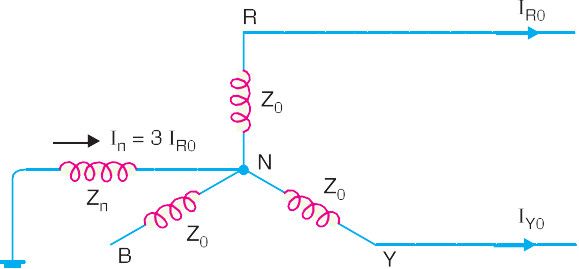 R
I_R0
Z_0
I_n = 3 I_R0
N
Z_0
Z_n
Z_0
I_Y0
B
Y